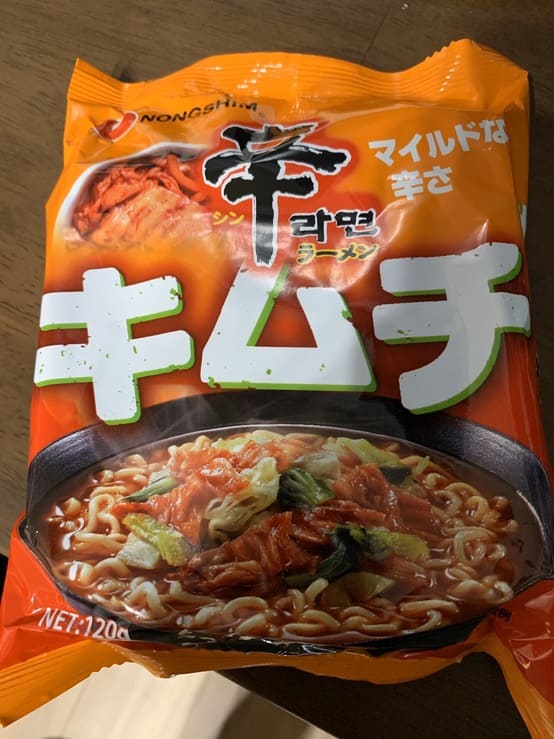 NONGSHIM
辛
シン
라면
ラーメン
マイルドな
辛さ
キムチ
NET:120g